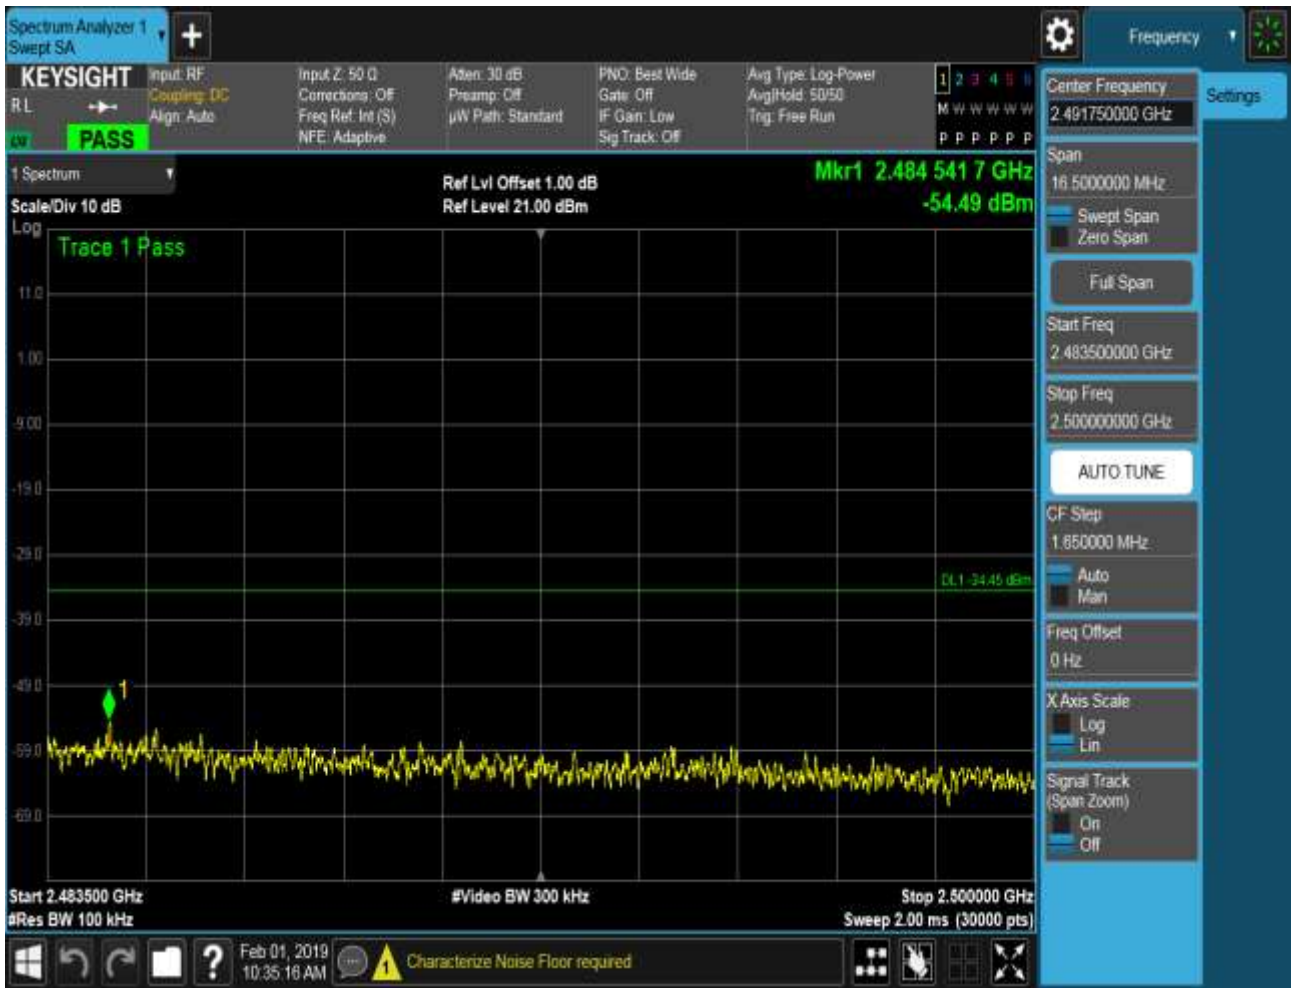 Spectrum Analyzer 1
Swept SA
+
Frequency
KEYSIGHT
R L
PASS
Input: RF
Coupling: DC
Align: Auto
Input Z: 50 Ω
Corrections: Off
Freq Ref: Int (S)
NFE: Adaptive
Atten: 30 dB
Preamp: Off
µW Path: Standard
PNO: Best Wide
Gate: Off
IF Gain: Low
Sig Track: Off
Avg Type: Log-Power
Avg|Hold: 50/50
Trig: Free Run
1 2 3 4 5 6
M W W W W W
P P P P P P
1 Spectrum
Scale/Div 10 dB
Ref Lvl Offset 1.00 dB
Ref Level 21.00 dBm
Mkr1 2.484 541 7 GHz
-54.49 dBm
Log
Trace 1 Pass
11.0
1.00
-9.00
-19.0
-29.0
DL1 -34.45 dBm
-39.0
-49.0
1
-59.0
-69.0
Start 2.483500 GHz
#Video BW 300 kHz
Stop 2.500000 GHz
#Res BW 100 kHz
Sweep 2.00 ms (30000 pts)
?
Feb 01, 2019
10:35:16 AM
1
Characterize Noise Floor required
Center Frequency
2.491750000 GHz
Settings
Span
16.5000000 MHz
Swept Span
Zero Span
Full Span
Start Freq
2.483500000 GHz
Stop Freq
2.500000000 GHz
AUTO TUNE
CF Step
1.650000 MHz
Auto
Man
Freq Offset
0 Hz
X Axis Scale
Log
Lin
Signal Track
(Span Zoom)
On
Off